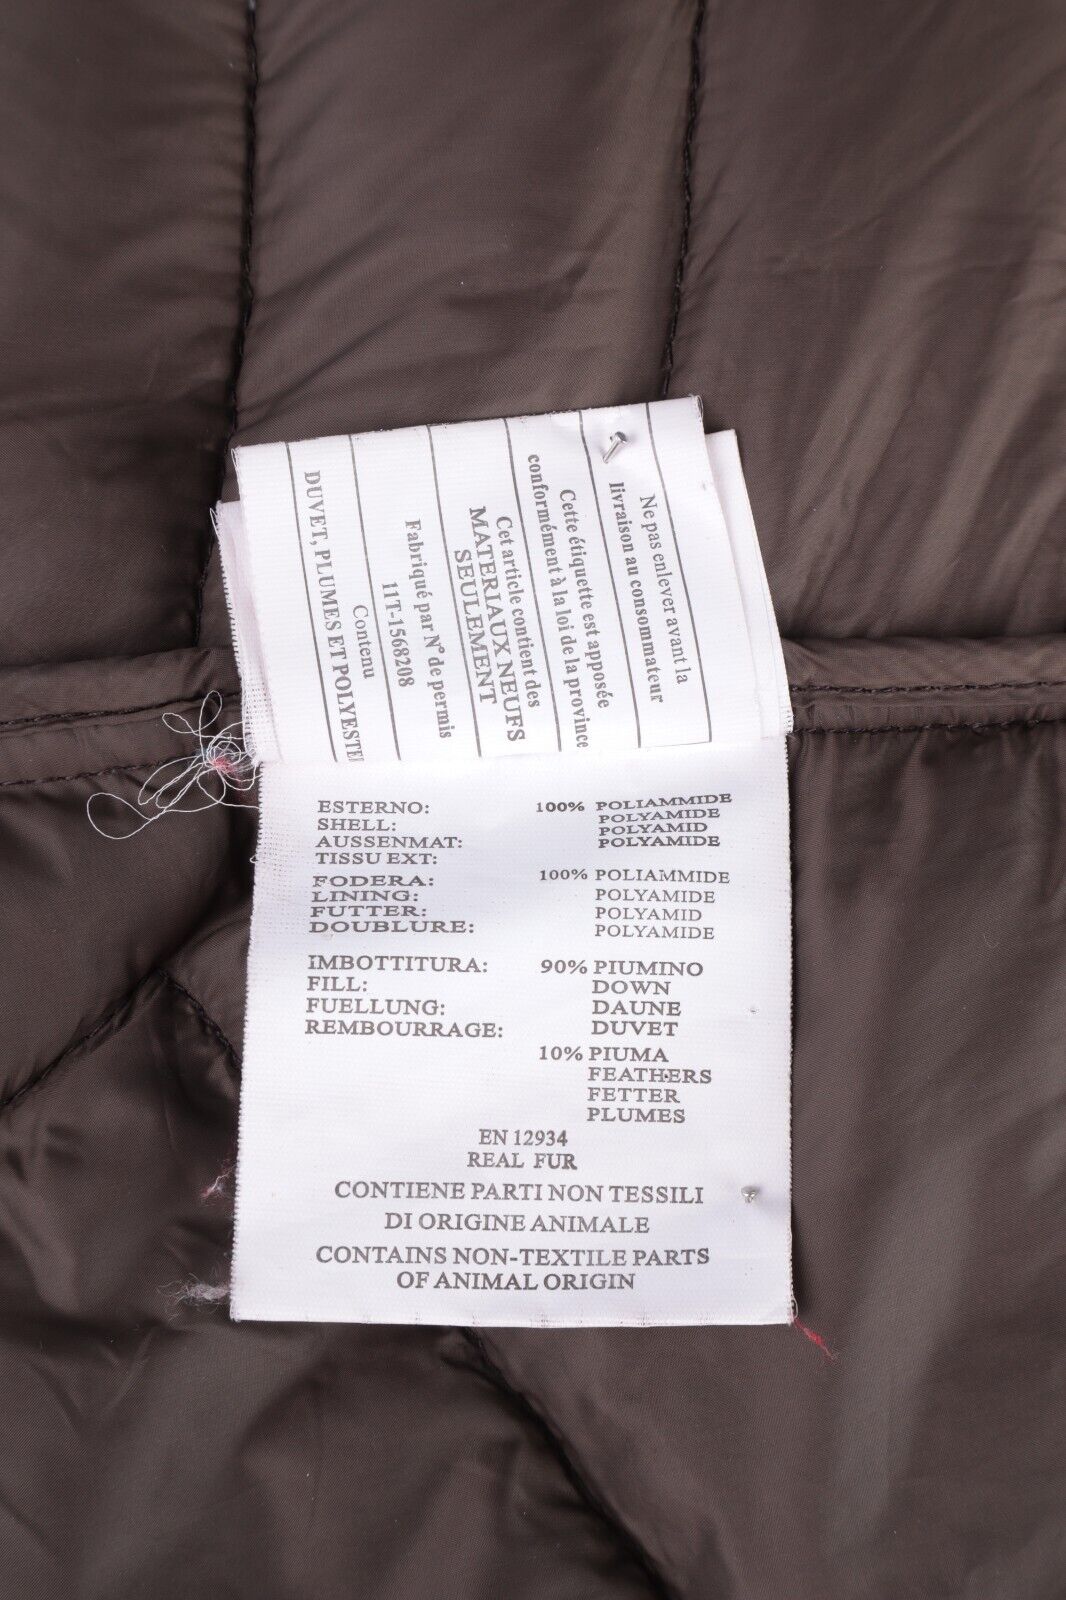 Ne pas enlever avant la
livraison au consommateur
Cette étiquette est apposée
conformément à la loi de la province
Cet article contient des
MATERIAUX NEUFS
SEULEMENT
Fabriqué par N° de permis
11T-1568208
Contenu
DUVET, PLUMES ET POLYESTE
ESTERNO: 100% POLIAMMIDE
SHELL: POLYAMIDE
AUSSENMAT: POLYAMID
TISSU EXT: POLYAMIDE
FODERA: 100% POLIAMMIDE
LINING: POLYAMIDE
FUTTER: POLYAMID
DOUBLURE: POLYAMIDE
IMBOTTITURA: 90% PIUMINO
FILL: DOWN
FUELLUNG: DAUNE
REMBOURRAGE: DUVET
10% PIUMA
FEATHERS
FETTER
PLUMES
EN 12934
REAL FUR
CONTIENE PARTI NON TESSILI
DI ORIGINE ANIMALE
CONTAINS NON-TEXTILE PARTS
OF ANIMAL ORIGIN